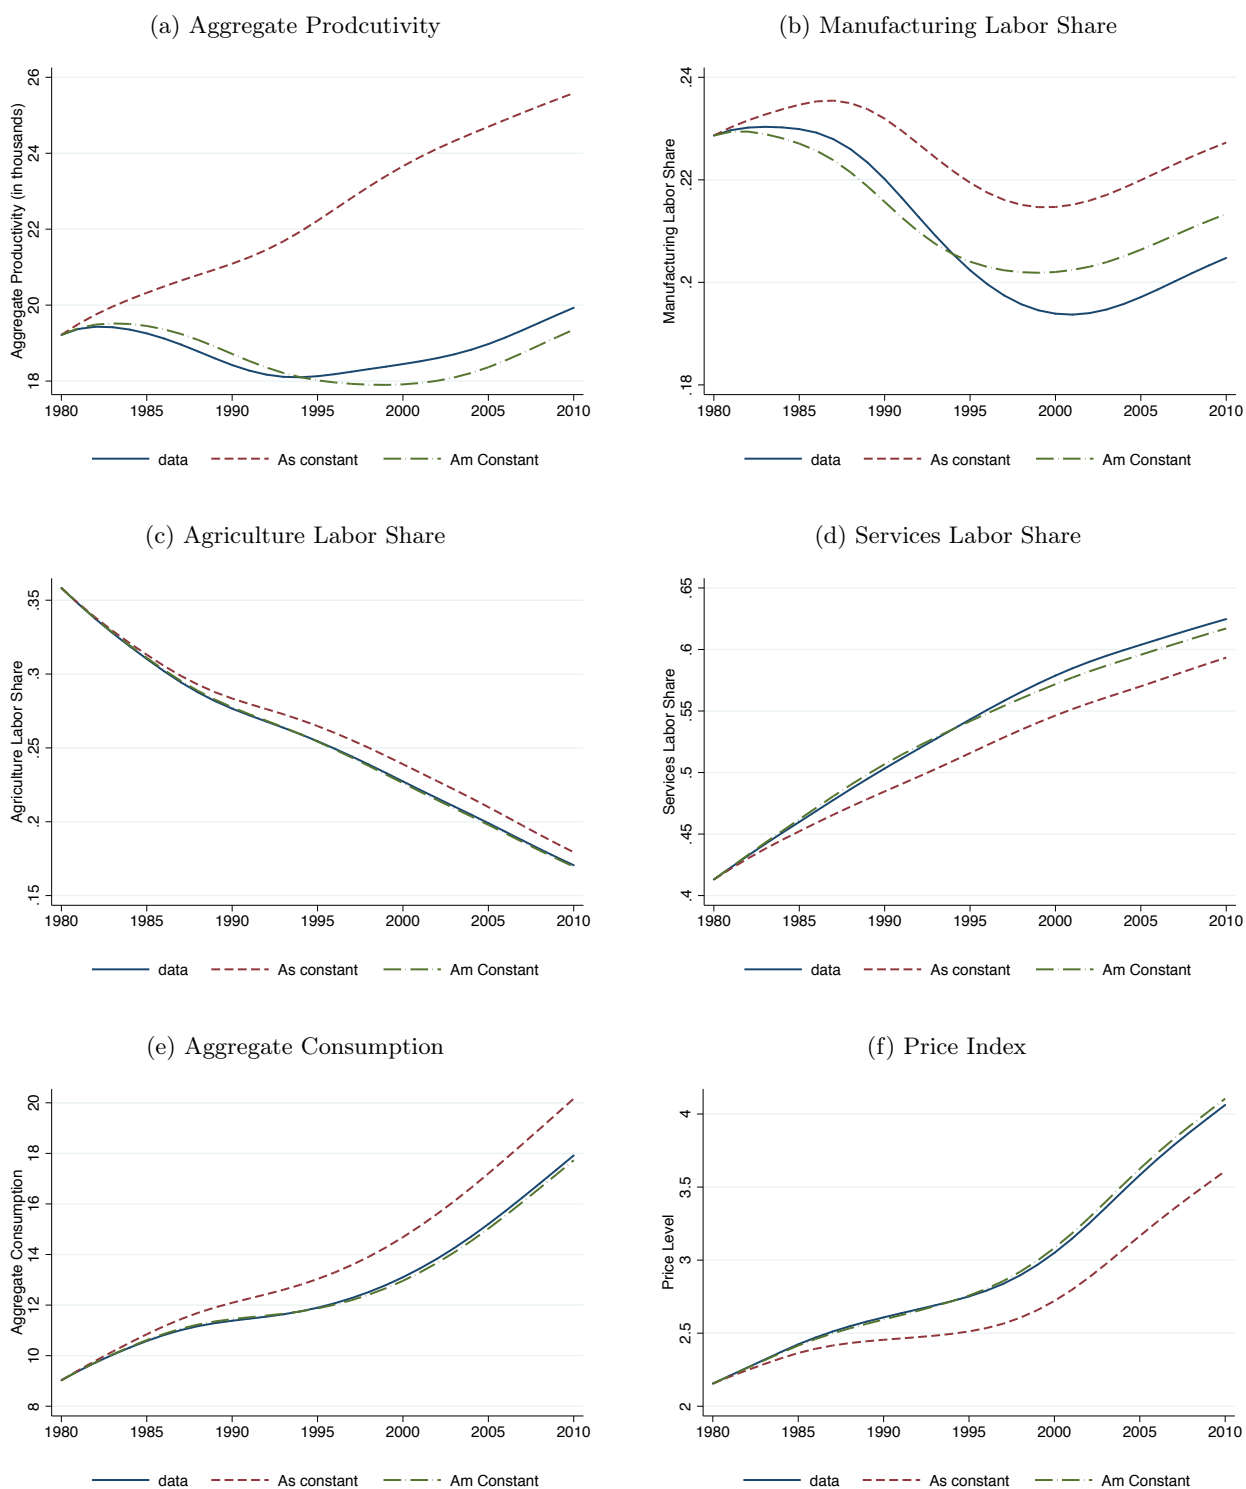 (a) Aggregate Prodcutivity
Aggregate Productivity (in thousands)
26
24
22
20
18
1980 1985 1990 1995 2000 2005 2010
data As constant Am Constant
(b) Manufacturing Labor Share
Manufacturing Labor Share
.24
.22
.2
.18
1980 1985 1990 1995 2000 2005 2010
data As constant Am Constant
(c) Agriculture Labor Share
Agriculture Labor Share
.35
.3
.25
.2
.15
1980 1985 1990 1995 2000 2005 2010
data As constant Am Constant
(d) Services Labor Share
Services Labor Share
.65
.6
.55
.5
.45
.4
1980 1985 1990 1995 2000 2005 2010
data As constant Am Constant
(e) Aggregate Consumption
Aggregate Consumption
20
18
16
14
12
10
8
1980 1985 1990 1995 2000 2005 2010
data As constant Am Constant
(f) Price Index
Price Level
4
3.5
3
2.5
2
1980 1985 1990 1995 2000 2005 2010
data As constant Am Constant